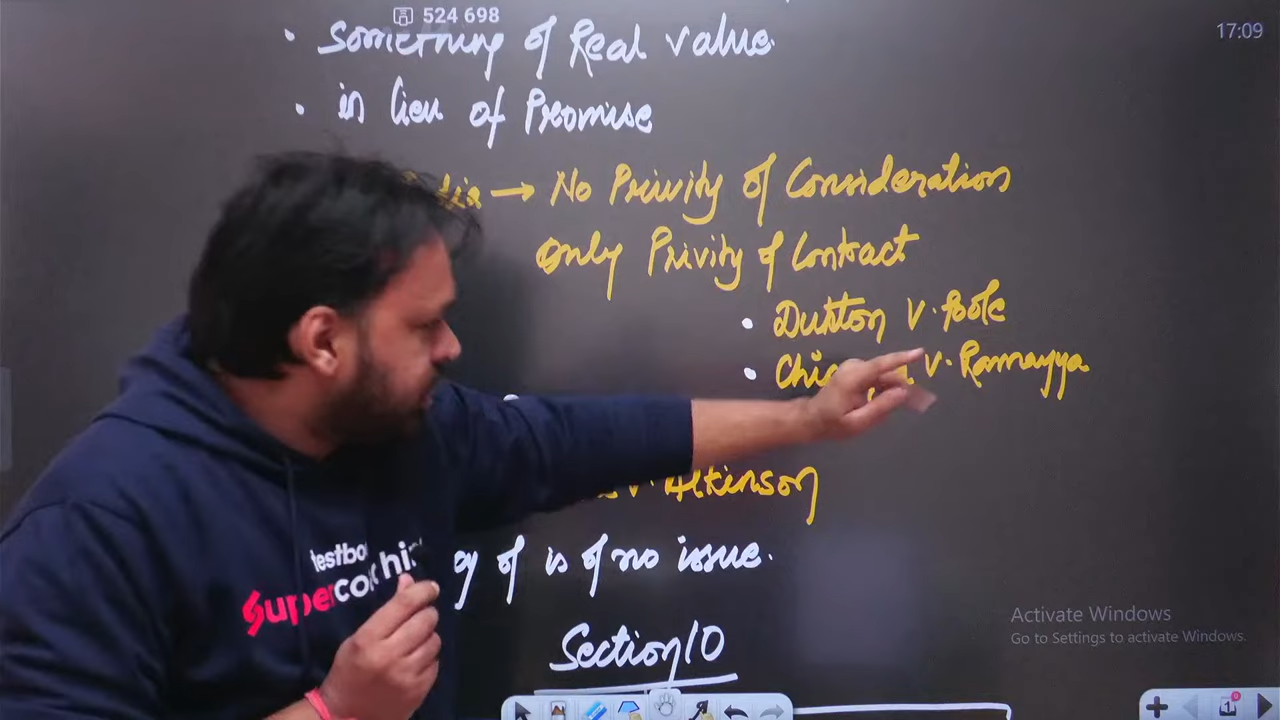 524 698
17:09
• Something of Real value.
• in lieu of Promise
→ No Privity of Consideration
Only Privity of Contract
• Dutton v. Poole
• v. Ramayya
v. Atkinson
of is of no issue.
Section 10
testbo
Supercoaching
Activate Windows
Go to Settings to activate Windows.
1